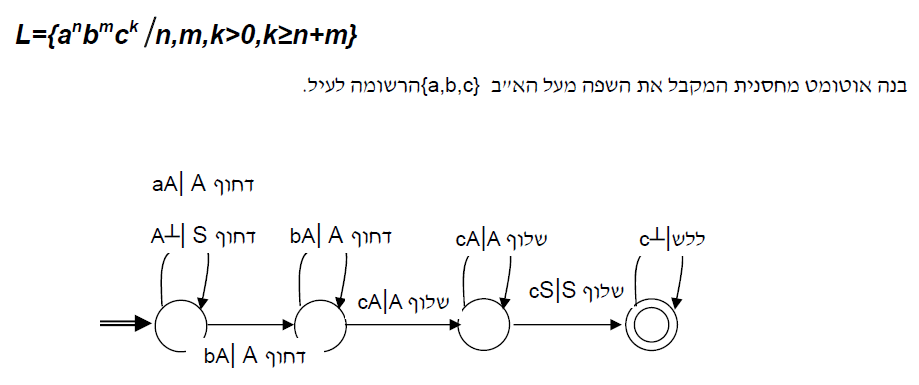 L={aⁿbᵐcᵏ /n,m,k>0,k≥n+m}
בנה אוטומט מחסנית המקבל את השפה מעל הא״ב {a,b,c}הרשומה לעיל.
aA| A דחוף
A┴| S דחוף
bA| A דחוף
cA|A שלוף
c┴|ללש
cA|A שלוף
cS|S שלוף
bA| A דחוף